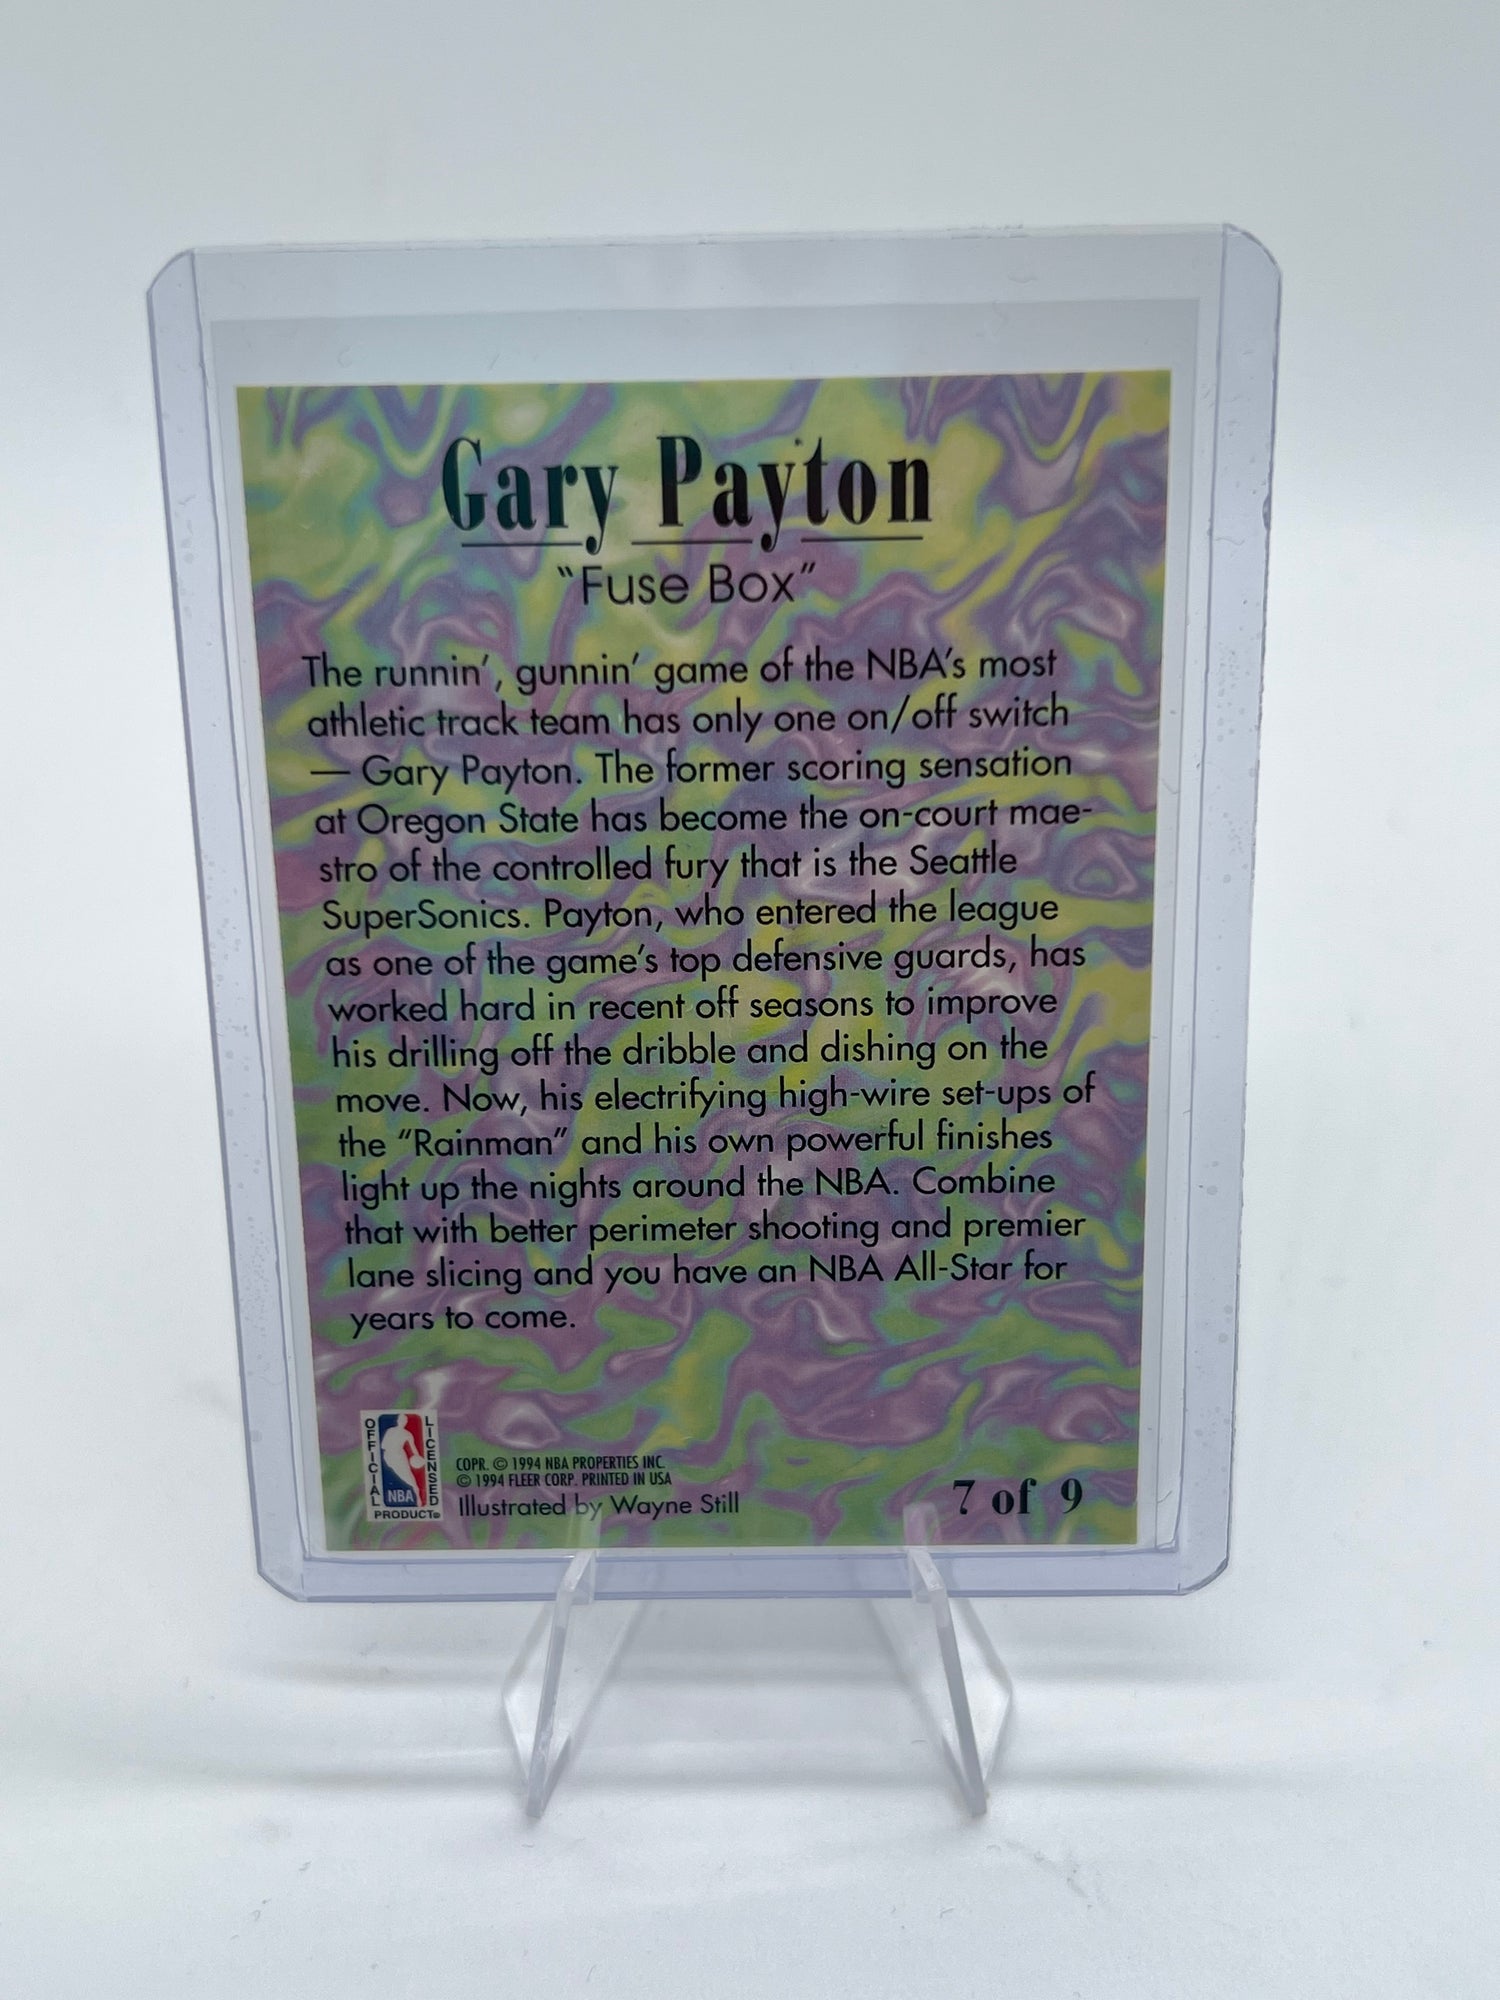 Gary Payton
"Fuse Box"
The runnin', gunnin' game of the NBA's most
athletic track team has only one on/off switch
— Gary Payton. The former scoring sensation
at Oregon State has become the on-court mae-
stro of the controlled fury that is the Seattle
SuperSonics. Payton, who entered the league
as one of the game's top defensive guards, has
worked hard in recent off seasons to improve
his drilling off the dribble and dishing on the
move. Now, his electrifying high-wire set-ups of
the "Rainman" and his own powerful finishes
light up the nights around the NBA. Combine
that with better perimeter shooting and premier
lane slicing and you have an NBA All-Star for
years to come.
OFFICIAL
LICENSED
NBA
PRODUCT®
COPR. © 1994 NBA PROPERTIES INC.
© 1994 FLEER CORP. PRINTED IN USA
Illustrated by Wayne Still
7 of 9